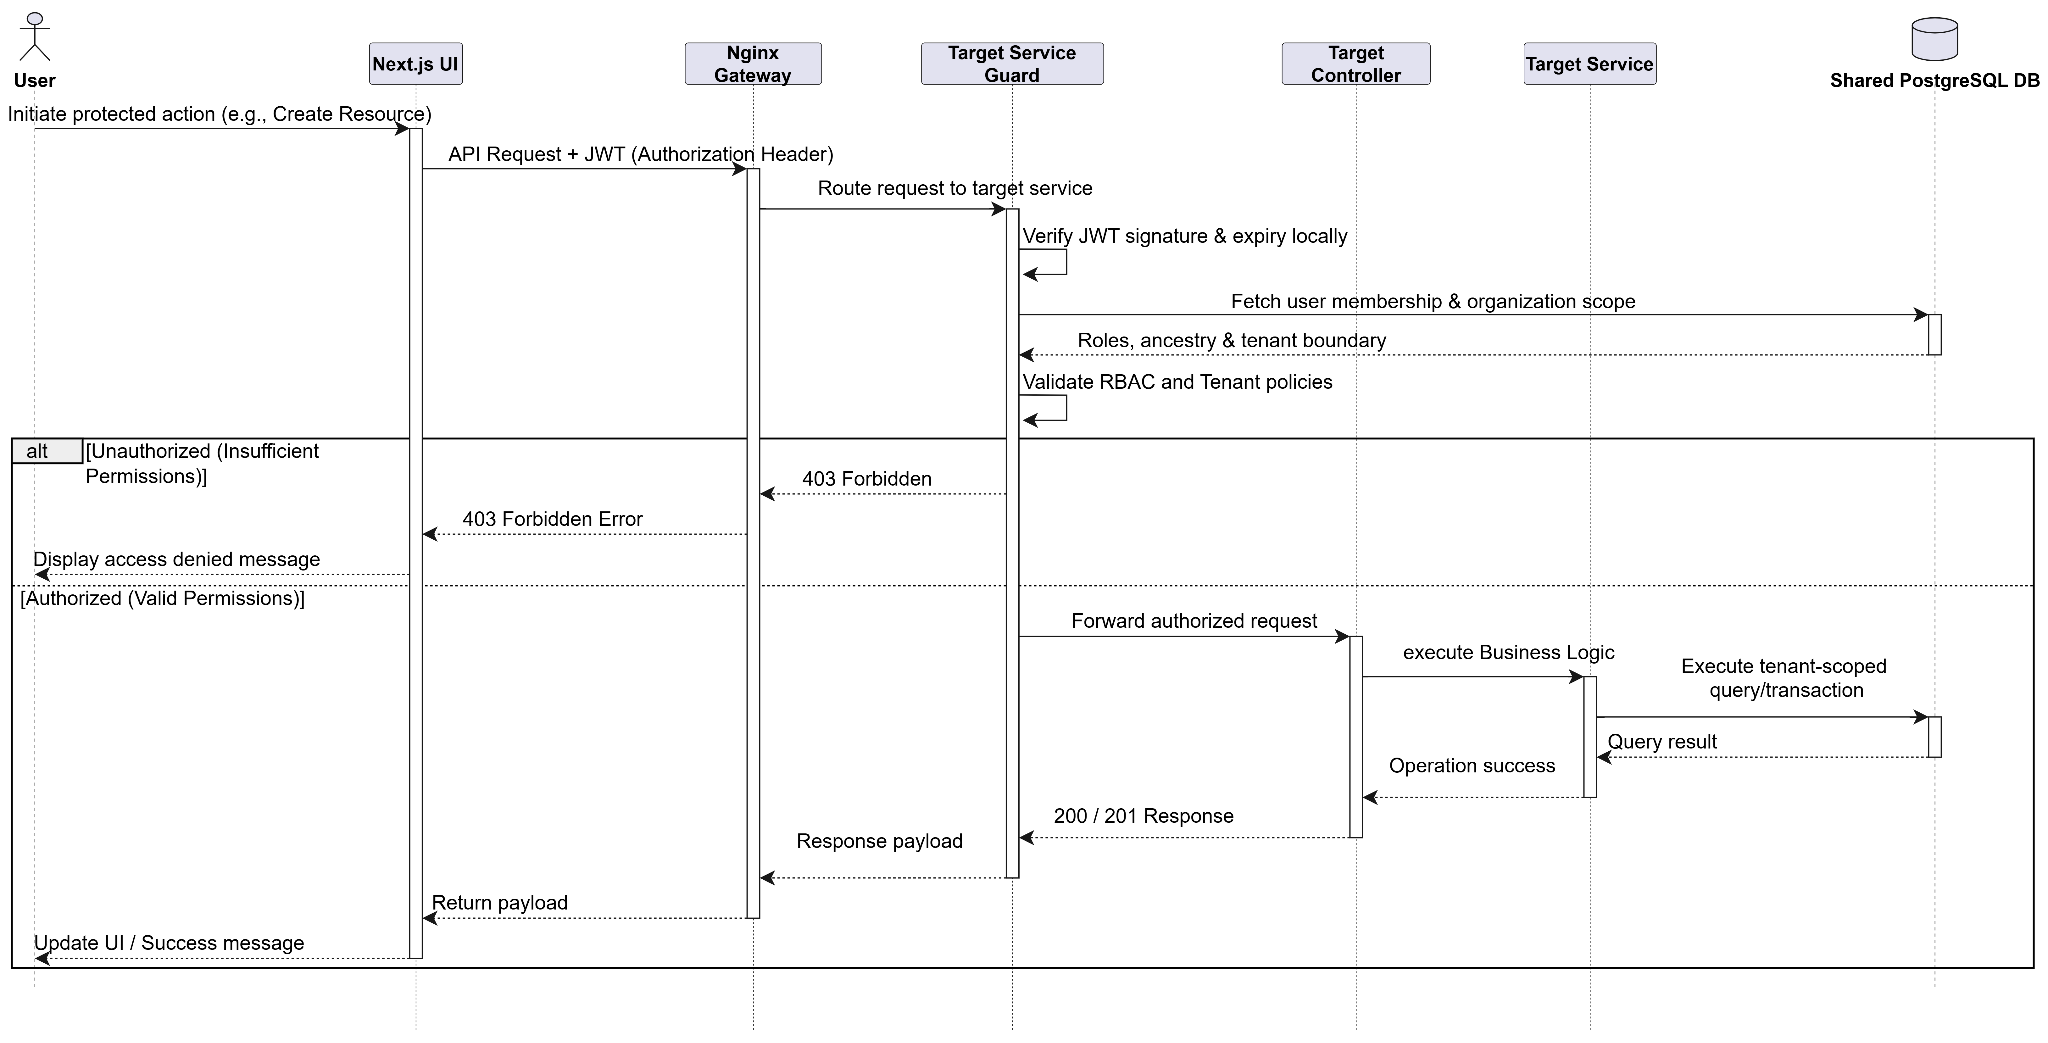 User
Next.js UI
Nginx
Gateway
Target Service
Guard
Target
Controller
Target Service
Shared PostgreSQL DB
Initiate protected action (e.g., Create Resource)
API Request + JWT (Authorization Header)
Route request to target service
Verify JWT signature & expiry locally
Fetch user membership & organization scope
Roles, ancestry & tenant boundary
Validate RBAC and Tenant policies
alt
[Unauthorized (Insufficient
Permissions)]
403 Forbidden
403 Forbidden Error
Display access denied message
[Authorized (Valid Permissions)]
Forward authorized request
execute Business Logic
Execute tenant-scoped
query/transaction
Query result
Operation success
200 / 201 Response
Response payload
Return payload
Update UI / Success message